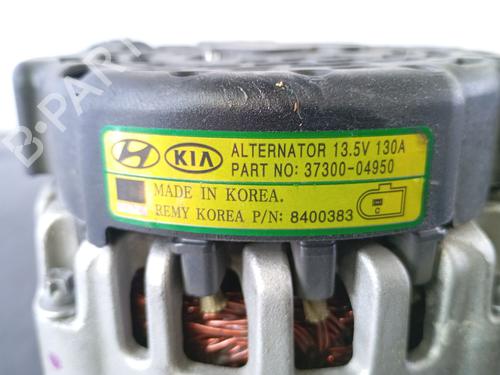 KIA ALTERNATOR 13.5V 130A
PART NO: 37300-04950
MADE IN KOREA.
REMY KOREA P/N: 8400383
C
B-PARTS